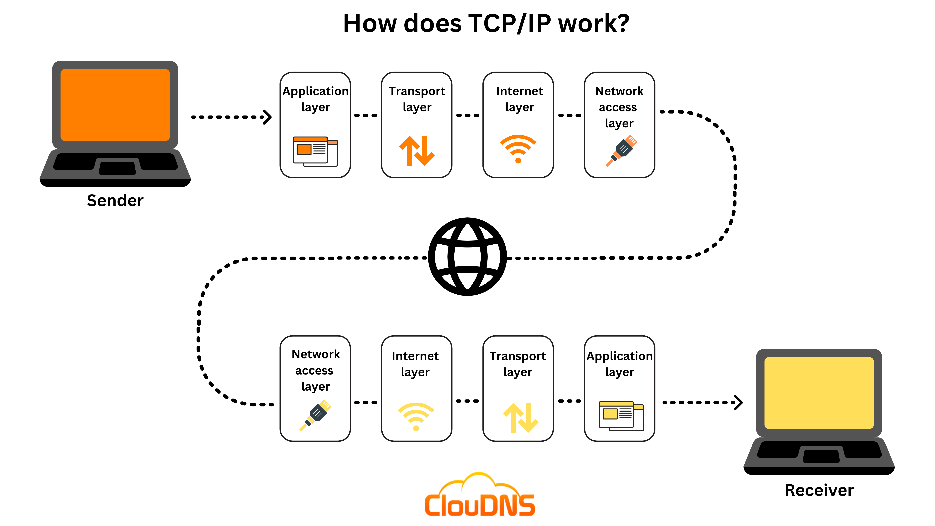 How does TCP/IP work?
Application
layer
Transport
layer
Internet
layer
Network
access
layer
Sender
Network
access
layer
Internet
layer
Transport
layer
Application
layer
Receiver
ClouDNS